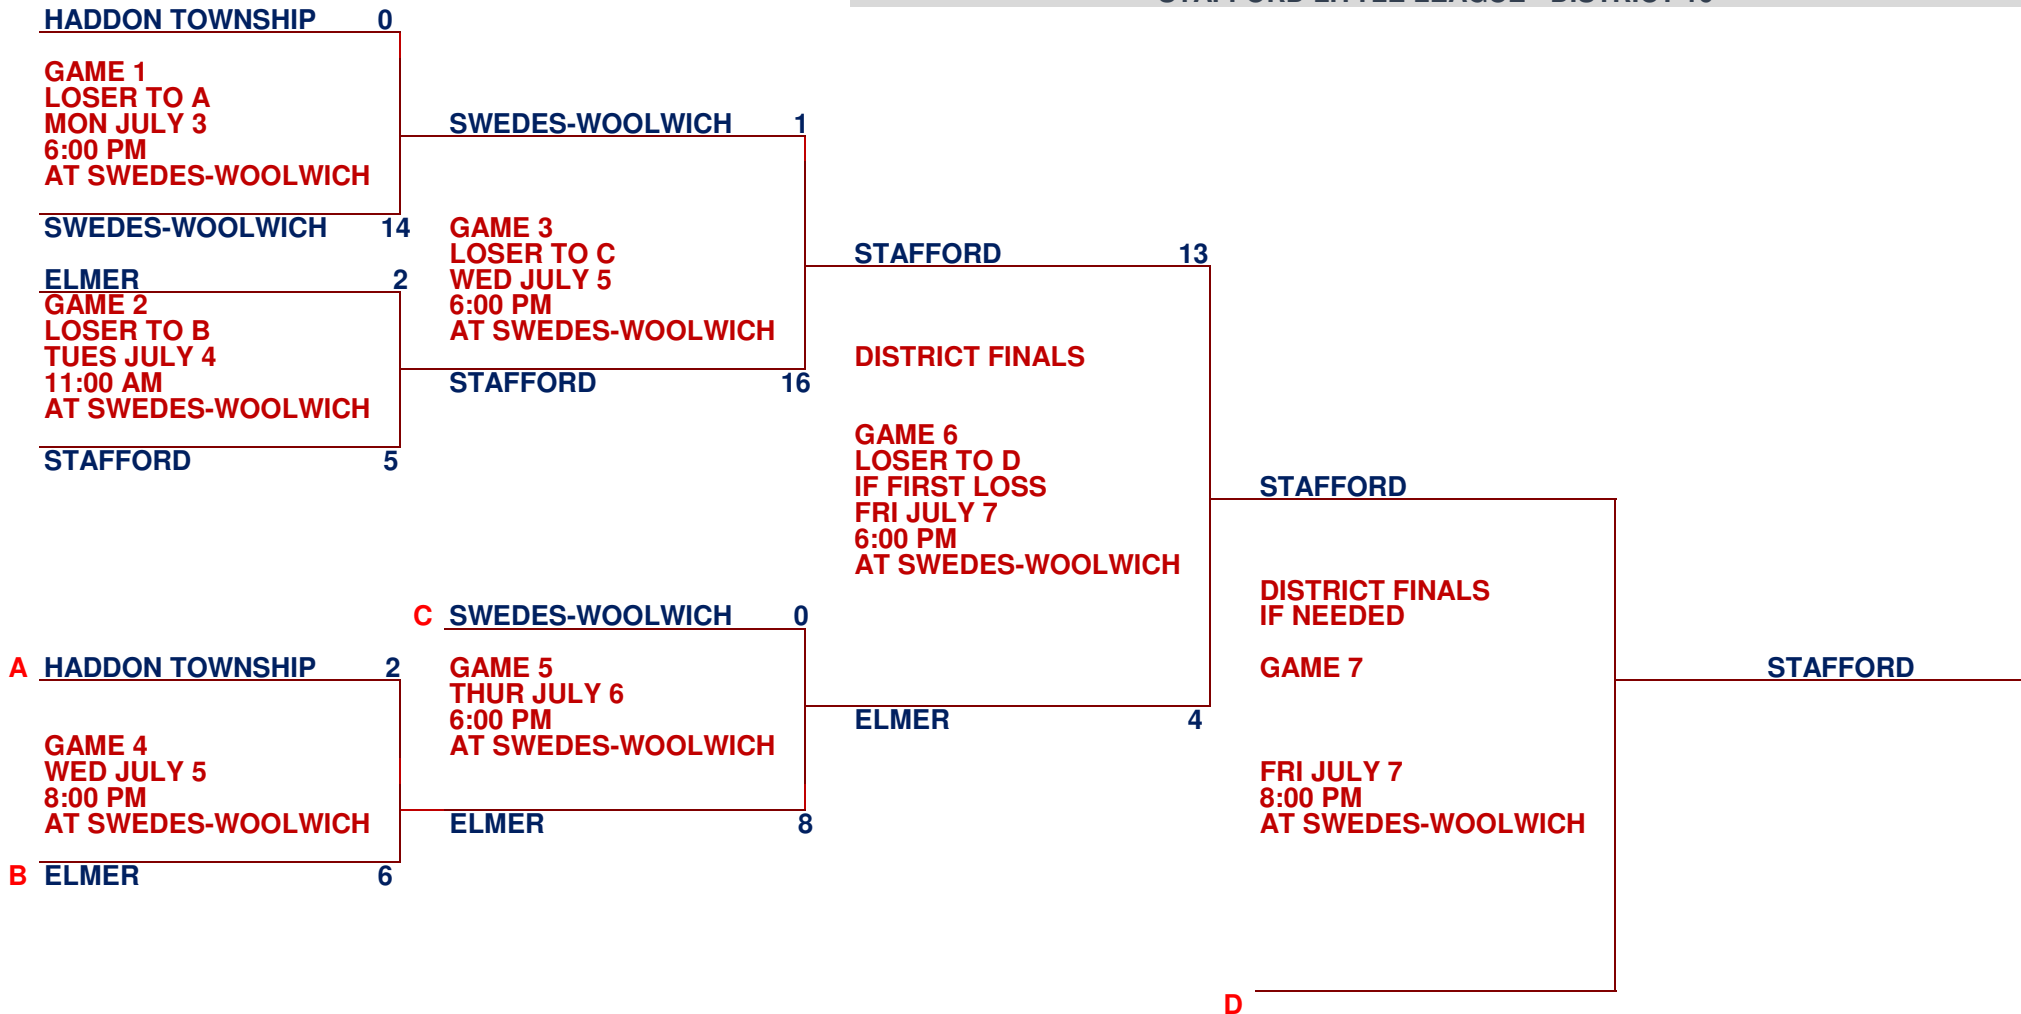 HADDON TOWNSHIP 0
GAME 1
LOSER TO A
MON JULY 3
6:00 PM
AT SWEDES-WOOLWICH
SWEDES-WOOLWICH 14
ELMER 2
GAME 2
LOSER TO B
TUES JULY 4
11:00 AM
AT SWEDES-WOOLWICH
STAFFORD 5
SWEDES-WOOLWICH 1
GAME 3
LOSER TO C
WED JULY 5
6:00 PM
AT SWEDES-WOOLWICH
STAFFORD 16
A HADDON TOWNSHIP 2
GAME 4
WED JULY 5
8:00 PM
AT SWEDES-WOOLWICH
B ELMER 6
C SWEDES-WOOLWICH 0
GAME 5
THUR JULY 6
6:00 PM
AT SWEDES-WOOLWICH
ELMER 8
STAFFORD 13
DISTRICT FINALS
GAME 6
LOSER TO D
IF FIRST LOSS
FRI JULY 7
6:00 PM
AT SWEDES-WOOLWICH
ELMER 4
STAFFORD
DISTRICT FINALS
IF NEEDED
GAME 7
FRI JULY 7
8:00 PM
AT SWEDES-WOOLWICH
D
STAFFORD